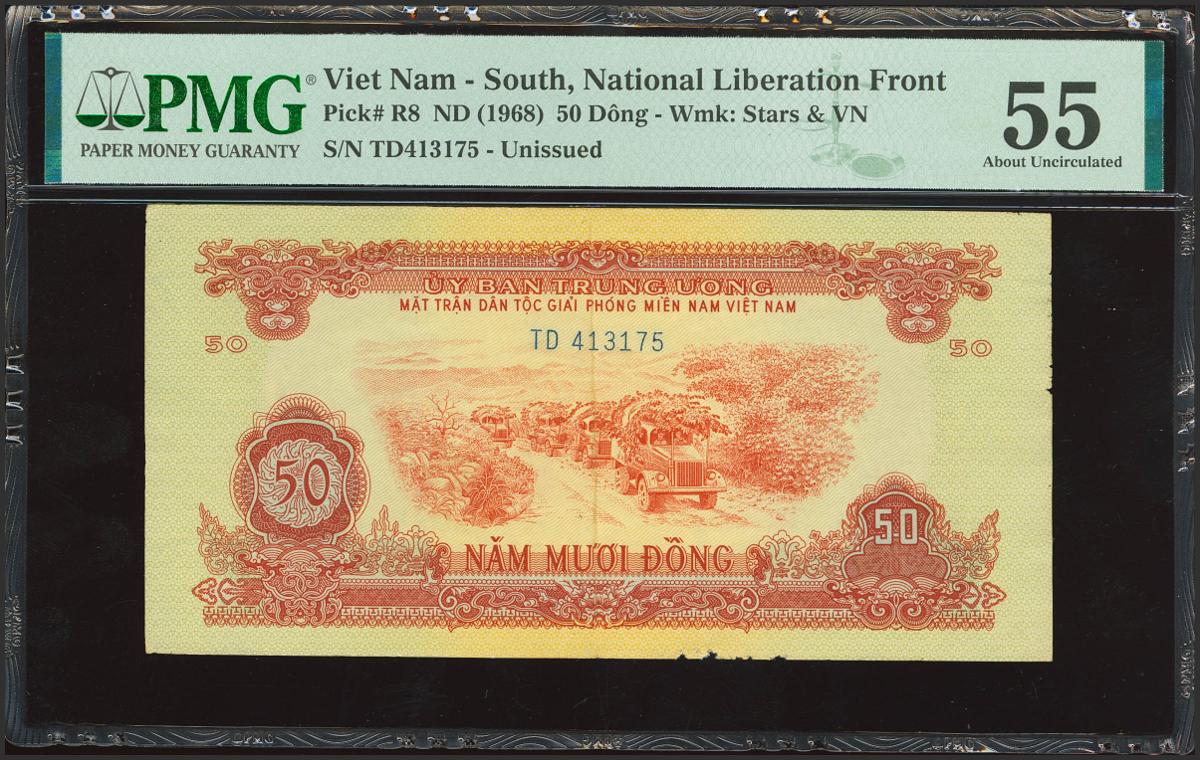 PMG®
PAPER MONEY GUARANTY
Viet Nam - South, National Liberation Front
Pick# R8 ND (1968) 50 Dông - Wmk: Stars & VN
S/N TD413175 - Unissued
55
About Uncirculated
ỦY BAN TRUNG ƯƠNG
MẶT TRẬN DÂN TỘC GIẢI PHÓNG MIỀN NAM VIỆT NAM
TD 413175
50
50
50
50
NĂM MƯƠI ĐỒNG